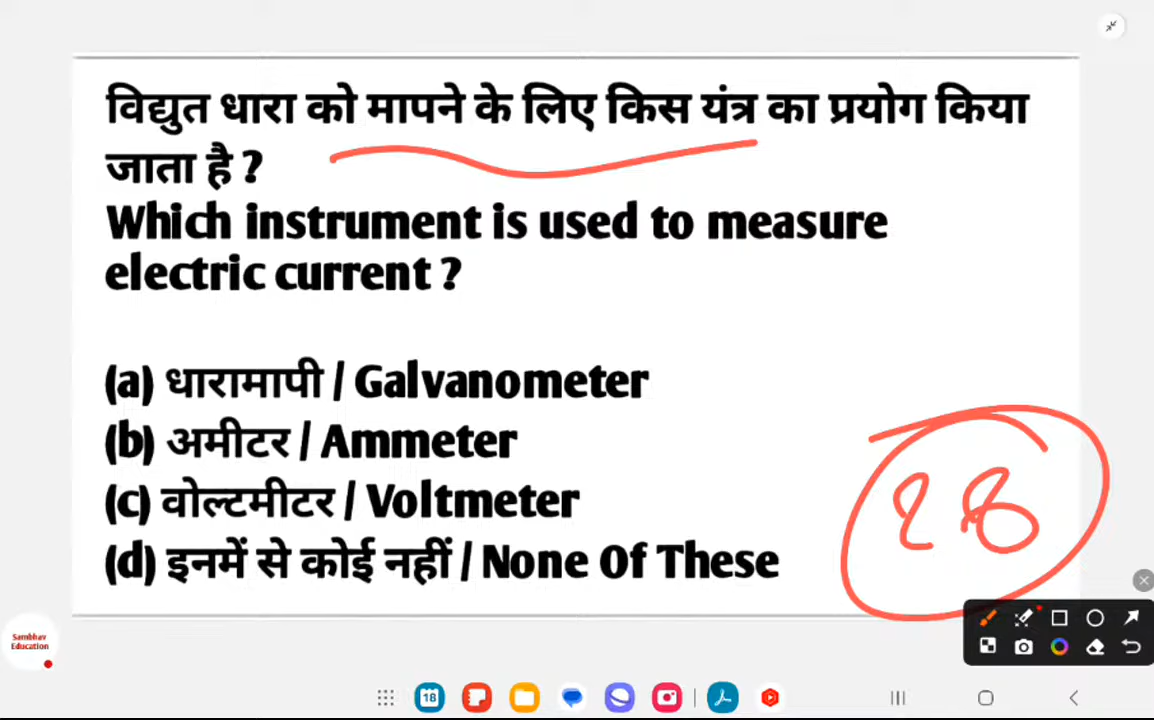 विद्युत धारा को मापने के लिए किस यंत्र का प्रयोग किया
जाता है ?
Which instrument is used to measure
electric current ?
(a) धारामापी / Galvanometer
(b) अमीटर / Ammeter
(c) वोल्टमीटर / Voltmeter
(d) इनमें से कोई नहीं / None Of These
28
Sambhav
Education
18